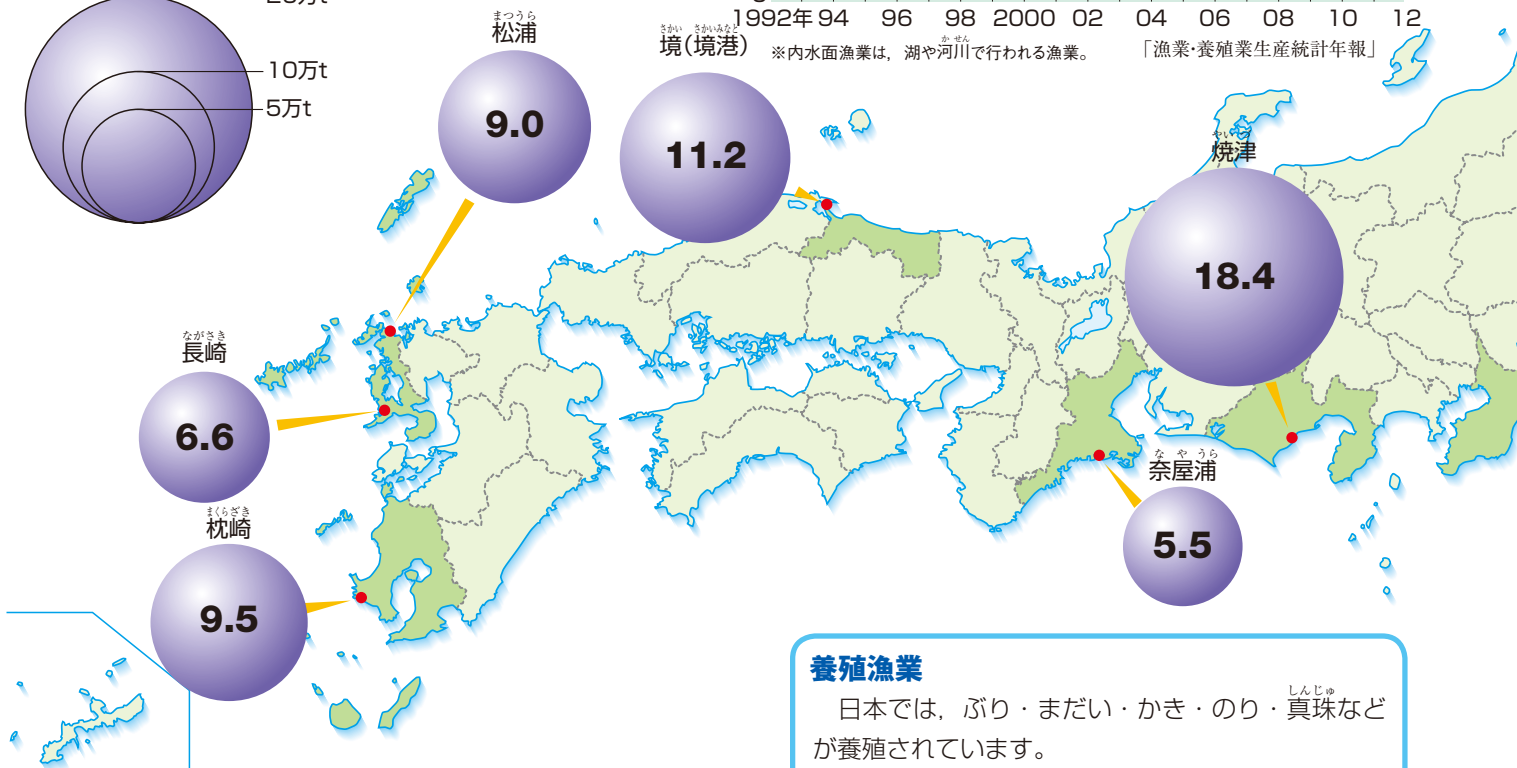 10万t
5万t
1992年 94 96 98 2000 02 04 06 08 10 12
※内水面漁業は，湖や河川で行われる漁業。
かせん
「漁業・養殖業生産統計年報」
まつうら
松浦
9.0
さかい さかいみなと
境(境港)
11.2
やいづ
焼津
18.4
ながさき
長崎
6.6
まくらざき
枕崎
9.5
なやうら
奈屋浦
5.5
養殖漁業
日本では，ぶり・まだい・かき・のり・真珠など
しんじゅ
が養殖されています。